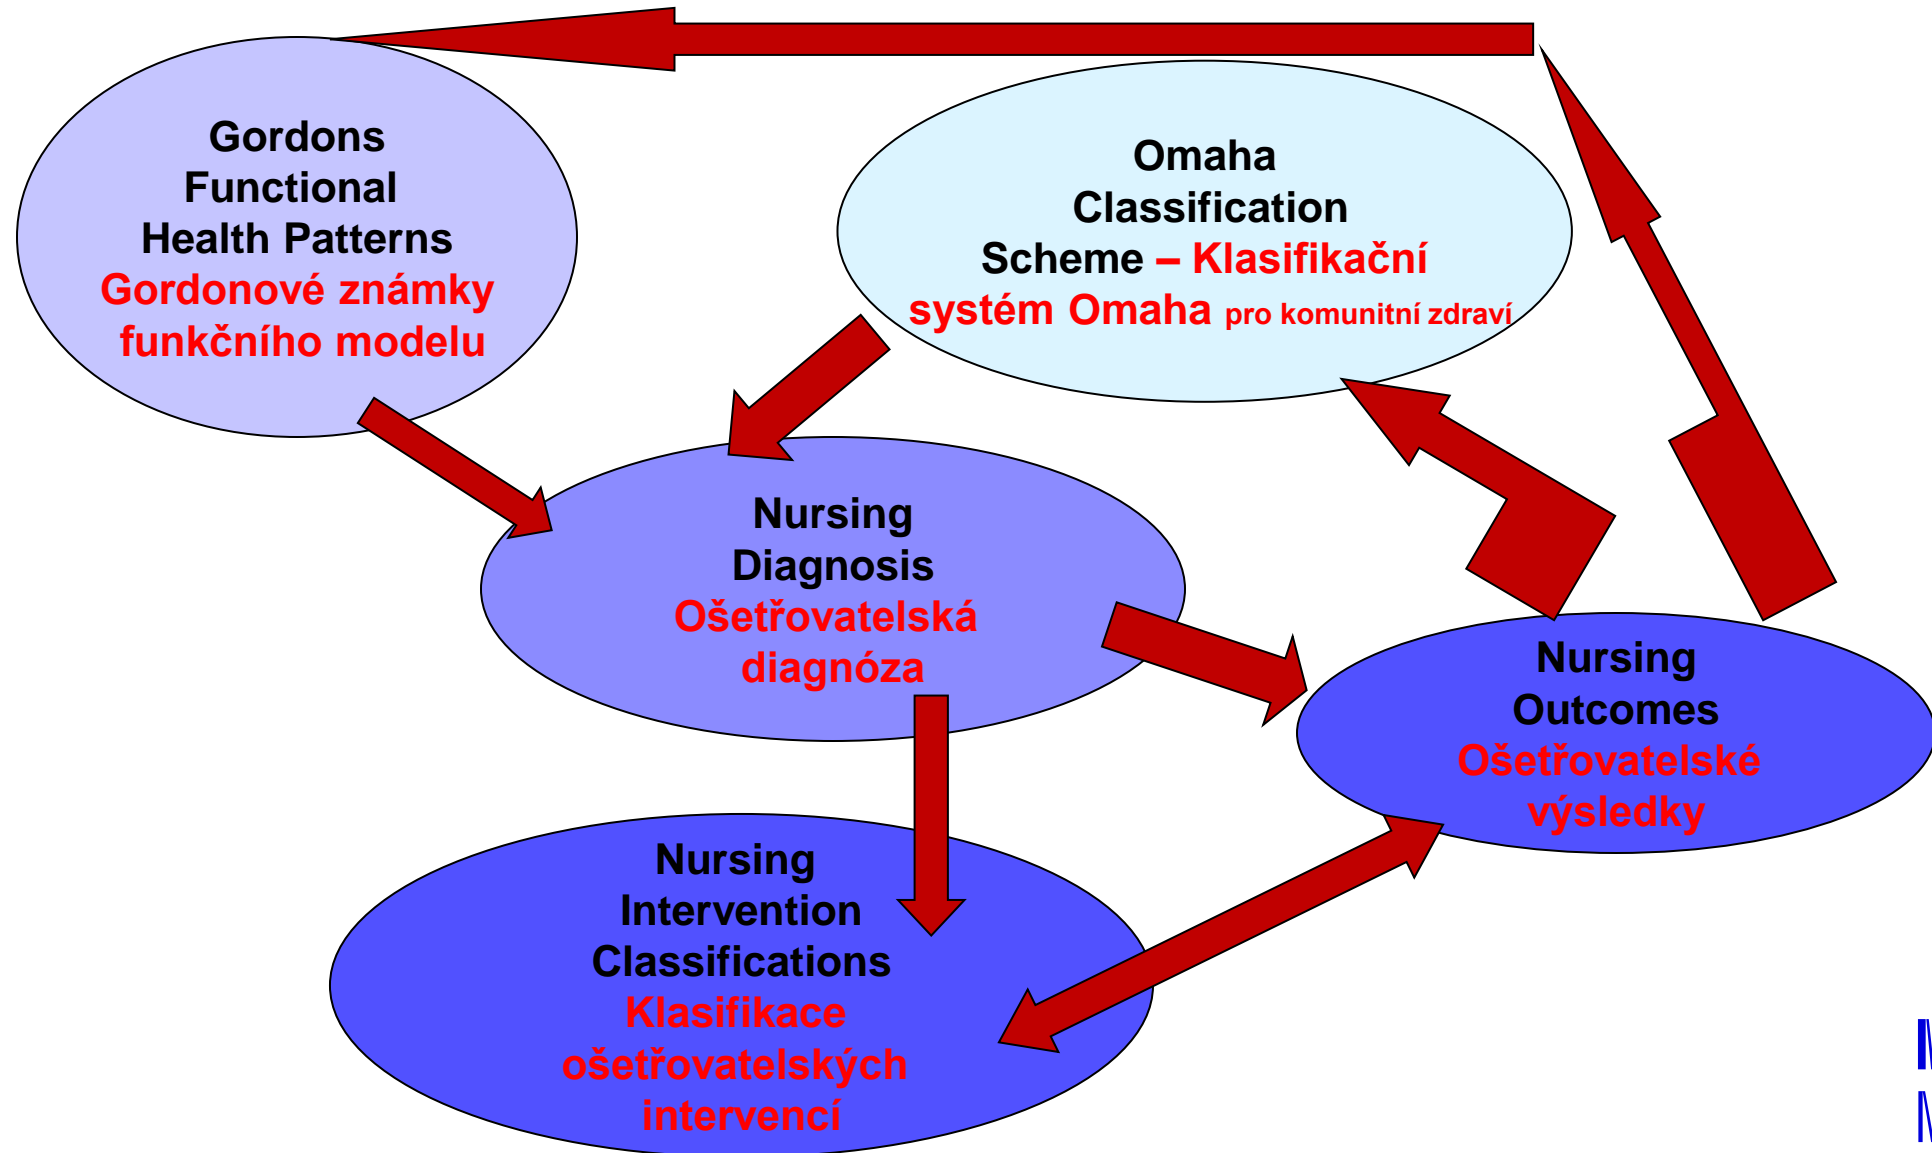 Gordons
Functional
Health Patterns
Gordonové známky
funkčního modelu
Omaha
Classification
Scheme – Klasifikační
systém Omaha pro komunitní zdraví
Nursing
Diagnosis
Ošetřovatelská
diagnóza
Nursing
Outcomes
Ošetřovatelské
výsledky
Nursing
Intervention
Classifications
Klasifikace
ošetřovatelských
intervencí